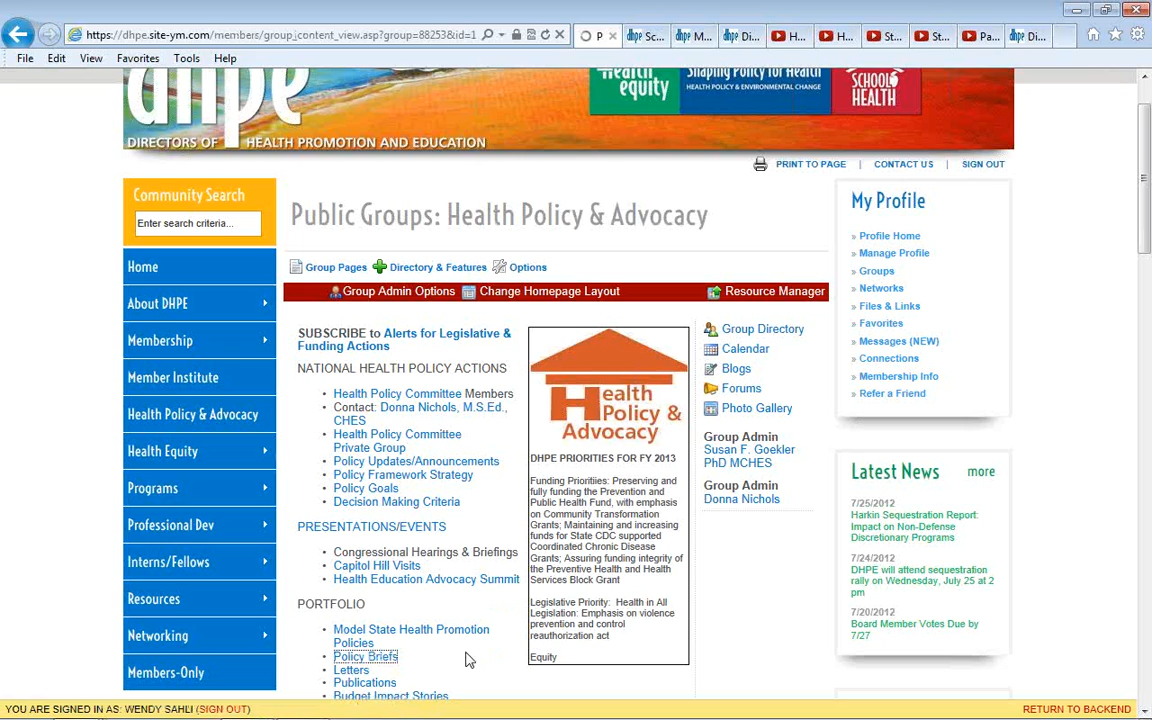 https://dhpe.site-ym.com/members/group_content_view.asp?group=88253&id=1
P
Sc...
M...
Di...
H...
H...
St...
St...
Pa...
Di...
File Edit View Favorites Tools Help
dhpe
health equity
Shaping Policy for Health
HEALTH POLICY & ENVIRONMENTAL CHANGE
SCHOOL HEALTH
DIRECTORS OF HEALTH PROMOTION AND EDUCATION
PRINT TO PAGE | CONTACT US | SIGN OUT
Community Search
Enter search criteria...
Home
About DHPE
Membership
Member Institute
Health Policy & Advocacy
Health Equity
Programs
Professional Dev
Interns/Fellows
Resources
Networking
Members-Only
Public Groups: Health Policy & Advocacy
Group Pages Directory & Features Options
Group Admin Options Change Homepage Layout Resource Manager
SUBSCRIBE to Alerts for Legislative &
Funding Actions
NATIONAL HEALTH POLICY ACTIONS
• Health Policy Committee Members
• Contact: Donna Nichols, M.S.Ed.,
CHES
• Health Policy Committee
Private Group
• Policy Updates/Announcements
• Policy Framework Strategy
• Policy Goals
• Decision Making Criteria
PRESENTATIONS/EVENTS
• Congressional Hearings & Briefings
• Capitol Hill Visits
• Health Education Advocacy Summit
PORTFOLIO
• Model State Health Promotion
Policies
• Policy Briefs
• Letters
• Publications
• Budget Impact Stories
Health
Policy &
Advocacy
DHPE PRIORITIES FOR FY 2013
Funding Prioritiies: Preserving and
fully funding the Prevention and
Public Health Fund, with emphasis
on Community Transformation
Grants; Maintaining and increasing
funds for State CDC supported
Coordinated Chronic Disease
Grants; Assuring funding integrity of
the Preventive Health and Health
Services Block Grant
Legislative Priority: Health in All
Legislation: Emphasis on violence
prevention and control
reauthorization act
Equity
Group Directory
Calendar
Blogs
Forums
Photo Gallery
Group Admin
Susan F. Goekler
PhD MCHES
Group Admin
Donna Nichols
My Profile
» Profile Home
» Manage Profile
» Groups
» Networks
» Files & Links
» Favorites
» Messages (NEW)
» Connections
» Membership Info
» Refer a Friend
Latest News more
7/25/2012
Harkin Sequestration Report:
Impact on Non-Defense
Discretionary Programs
7/24/2012
DHPE will attend sequestration
rally on Wednesday, July 25 at 2
pm
7/20/2012
Board Member Votes Due by
7/27
YOU ARE SIGNED IN AS: WENDY SAHLI (SIGN OUT) RETURN TO BACKEND